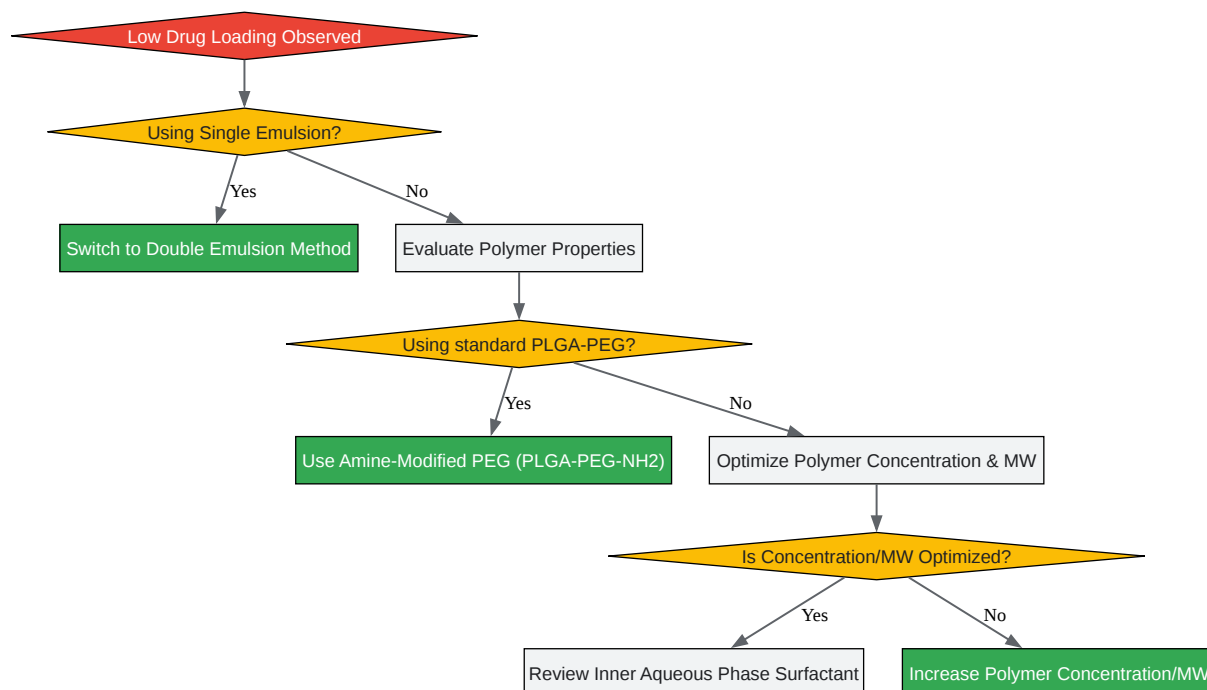 Low Drug Loading Observed
Using Single Emulsion?
Yes
No
Switch to Double Emulsion Method
Evaluate Polymer Properties
Using standard PLGA-PEG?
Yes
No
Use Amine-Modified PEG (PLGA-PEG-NH2)
Optimize Polymer Concentration & MW
Is Concentration/MW Optimized?
Yes
No
Review Inner Aqueous Phase Surfactant
Increase Polymer Concentration/MW